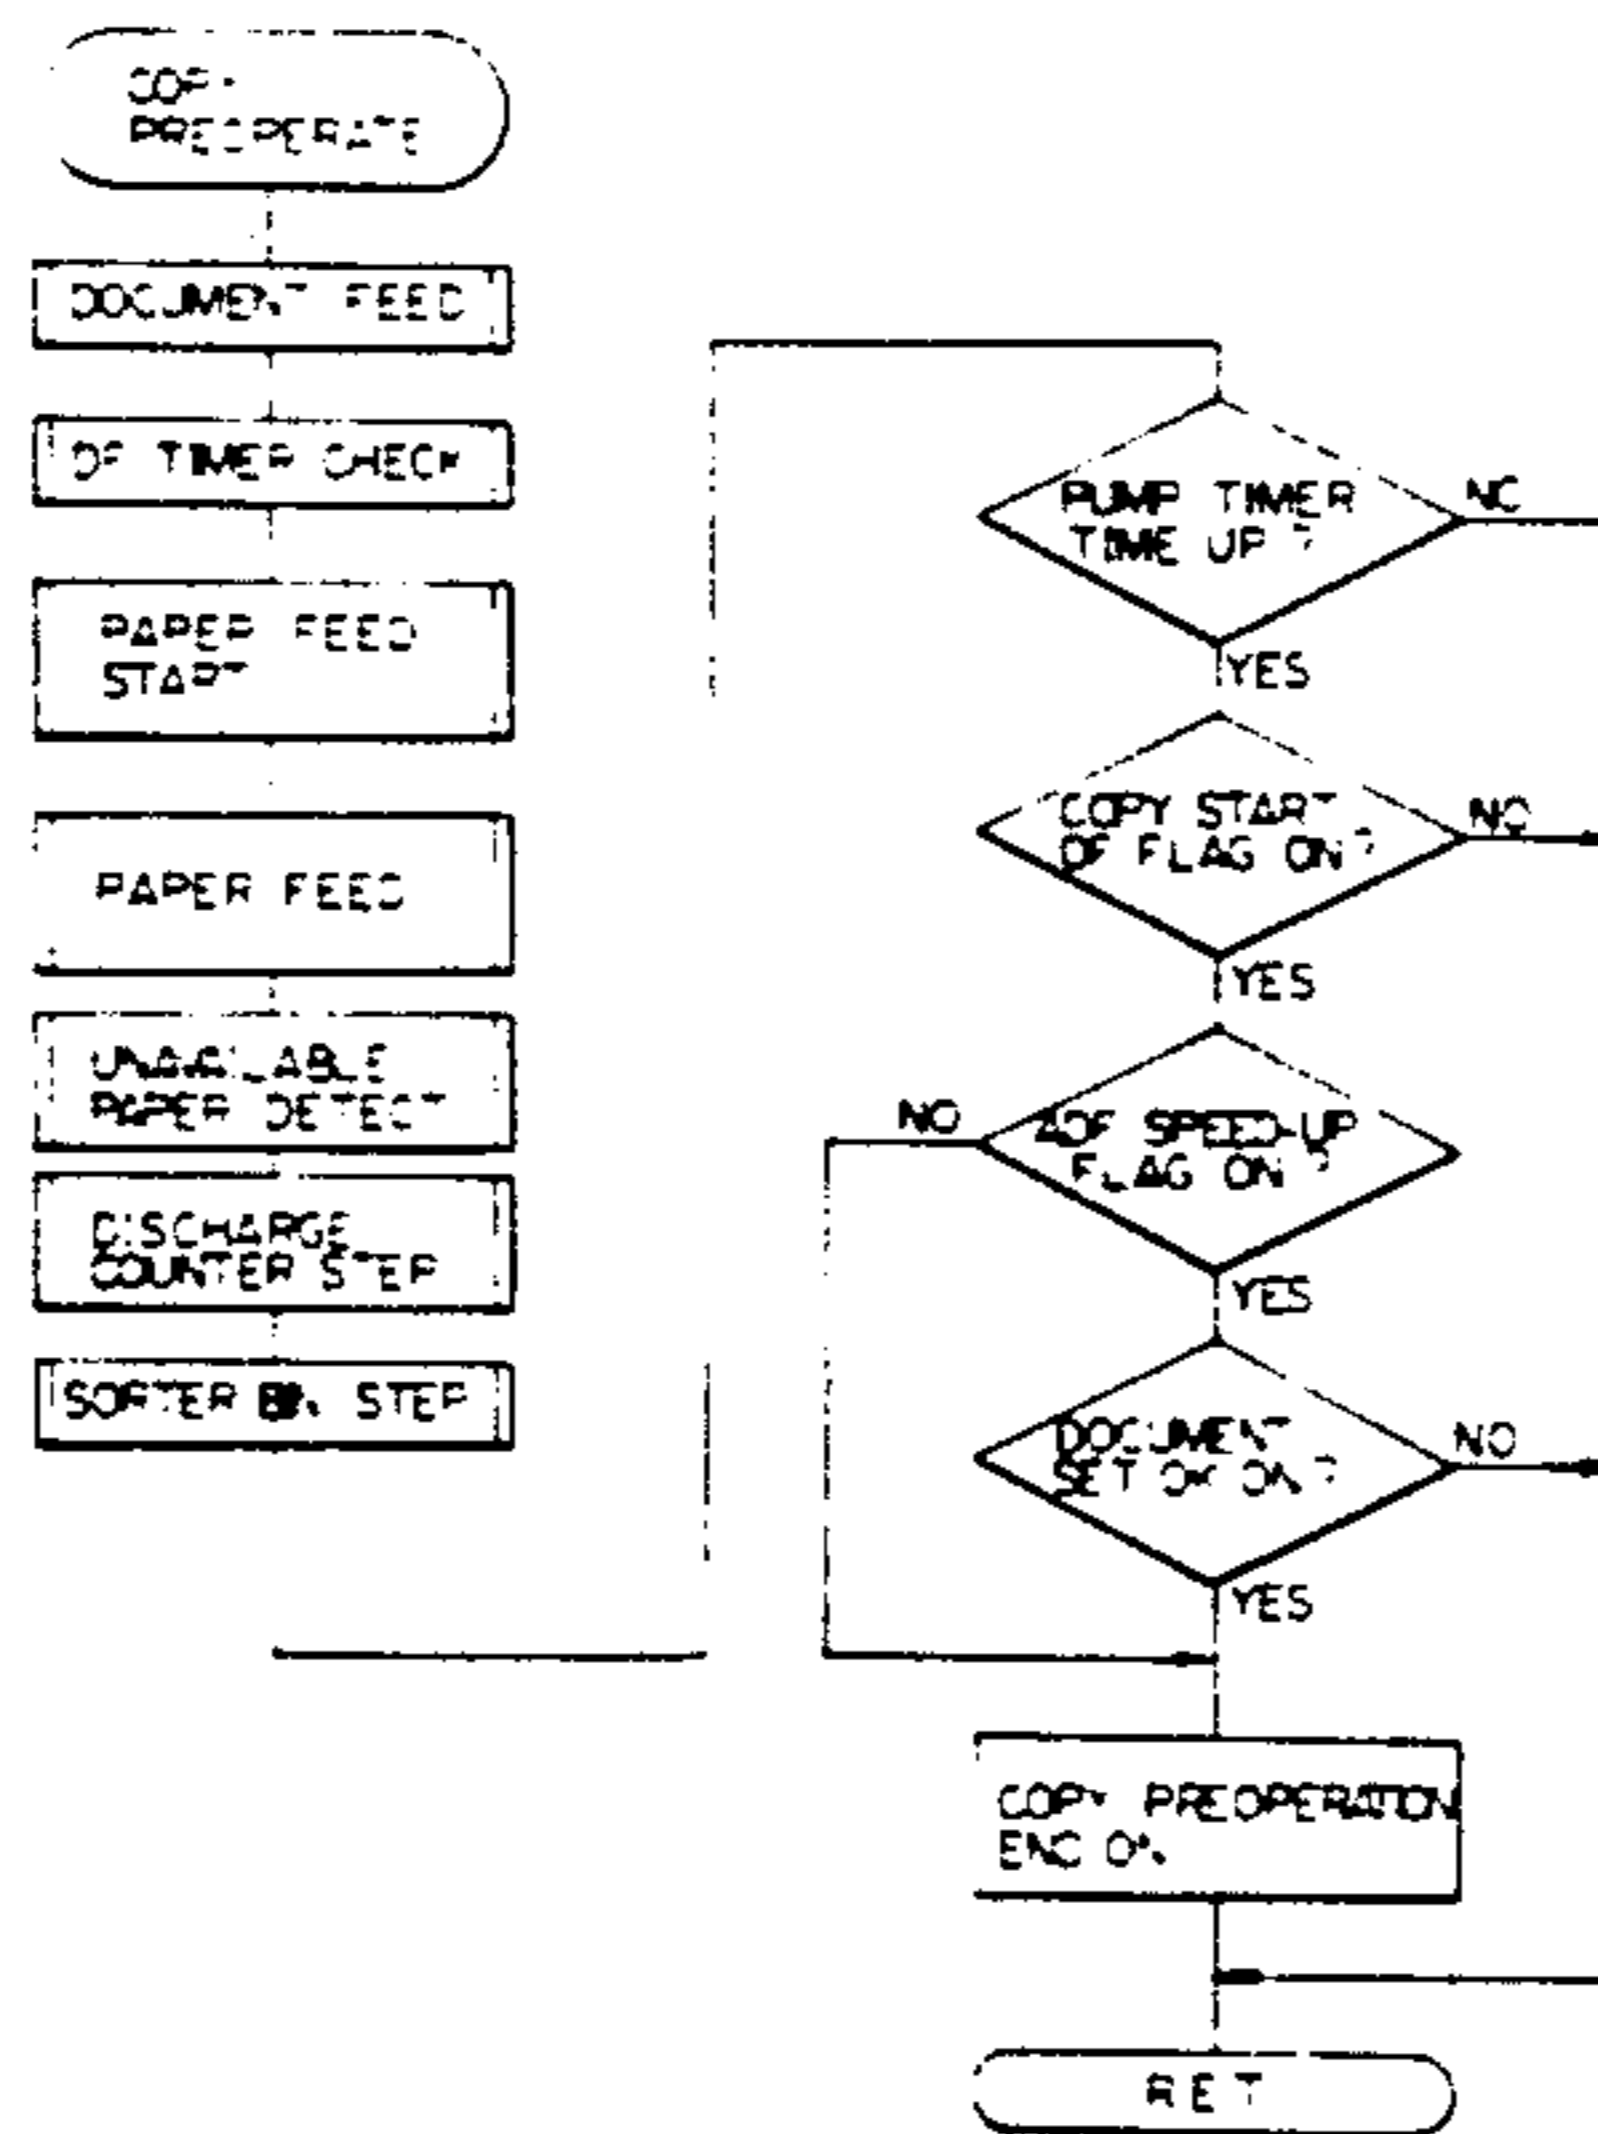 COPY
PREOPERATE
DOCUMENT FEED
DF TIMER CHECK
PAPER FEED
START
PAPER FEED
UNAVAILABLE
PAPER DETECT
DISCHARGE
COUNTER STEP
SORTER BIN STEP
PUMP TIMER
TIME UP ?
NO
YES
COPY START
DF FLAG ON ?
NO
YES
ADF SPEED-UP
FLAG ON ?
NO
YES
DOCUMENT
SET OK ON ?
NO
YES
COPY PREOPERATION
END ON
RET